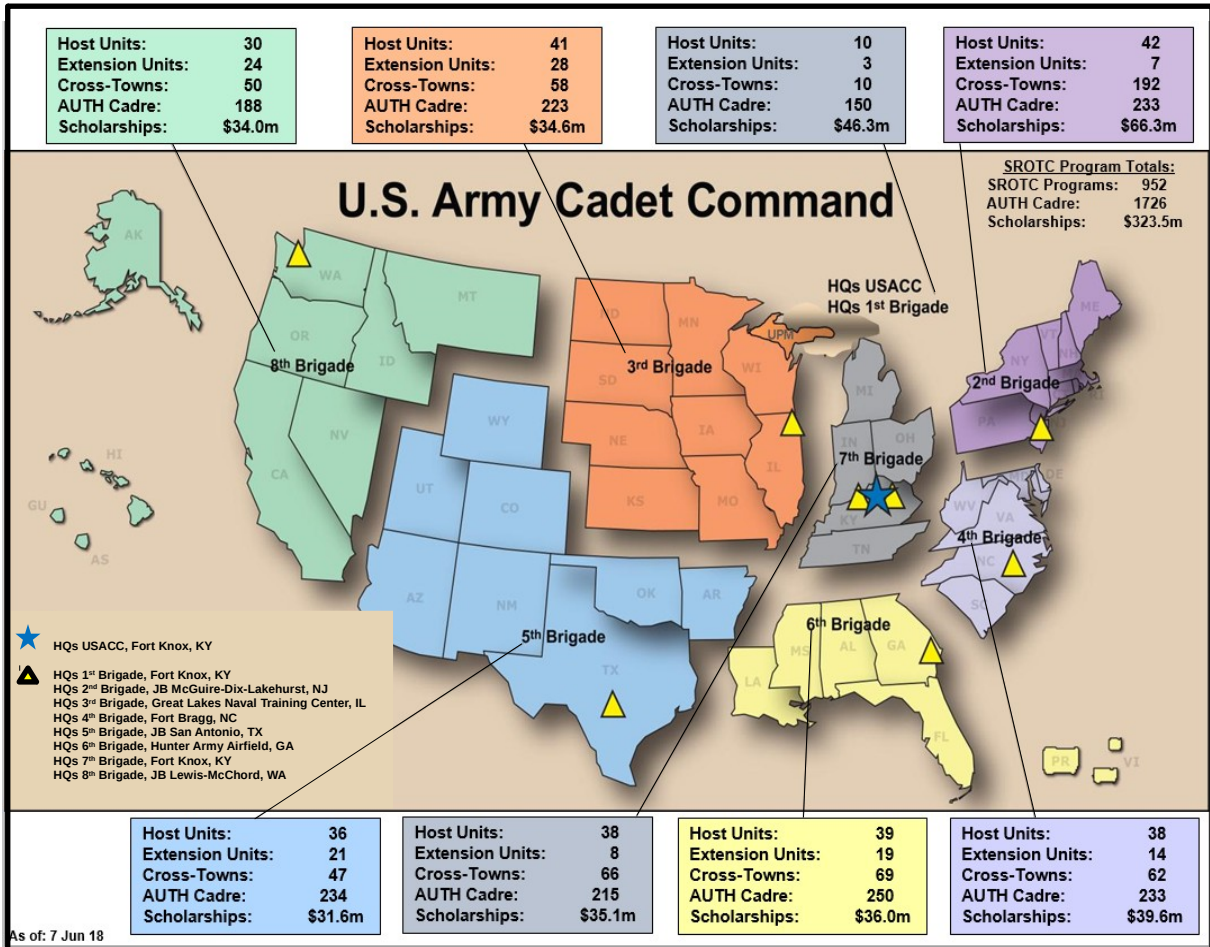 Host Units: 30
Extension Units: 24
Cross-Towns: 50
AUTH Cadre: 188
Scholarships: $34.0m
Host Units: 41
Extension Units: 28
Cross-Towns: 58
AUTH Cadre: 223
Scholarships: $34.6m
Host Units: 10
Extension Units: 3
Cross-Towns: 10
AUTH Cadre: 150
Scholarships: $46.3m
Host Units: 42
Extension Units: 7
Cross-Towns: 192
AUTH Cadre: 233
Scholarships: $66.3m
U.S. Army Cadet Command
SROTC Program Totals:
SROTC Programs: 952
AUTH Cadre: 1726
Scholarships: $323.5m
HQs USACC
HQs 1st Brigade
AK
WA
MT
OR
ID
8th Brigade
NV
CA
HI
GU
AS
WY
UT
CO
AZ
NM
OK
AR
5th Brigade
TX
ND
MN
UPM
SD
3rd Brigade
WI
NE
IA
IL
KS
MO
MI
IN
OH
7th Brigade
KY
TN
ME
VT
NH
NY
2nd Brigade
RI
PA
NJ
MD
DE
WV
VA
4th Brigade
NC
SC
6th Brigade
MS
AL
GA
LA
FL
PR
VI
HQs USACC, Fort Knox, KY
HQs 1st Brigade, Fort Knox, KY
HQs 2nd Brigade, JB McGuire-Dix-Lakehurst, NJ
HQs 3rd Brigade, Great Lakes Naval Training Center, IL
HQs 4th Brigade, Fort Bragg, NC
HQs 5th Brigade, JB San Antonio, TX
HQs 6th Brigade, Hunter Army Airfield, GA
HQs 7th Brigade, Fort Knox, KY
HQs 8th Brigade, JB Lewis-McChord, WA
Host Units: 36
Extension Units: 21
Cross-Towns: 47
AUTH Cadre: 234
Scholarships: $31.6m
Host Units: 38
Extension Units: 8
Cross-Towns: 66
AUTH Cadre: 215
Scholarships: $35.1m
Host Units: 39
Extension Units: 19
Cross-Towns: 69
AUTH Cadre: 250
Scholarships: $36.0m
Host Units: 38
Extension Units: 14
Cross-Towns: 62
AUTH Cadre: 233
Scholarships: $39.6m
As of: 7 Jun 18